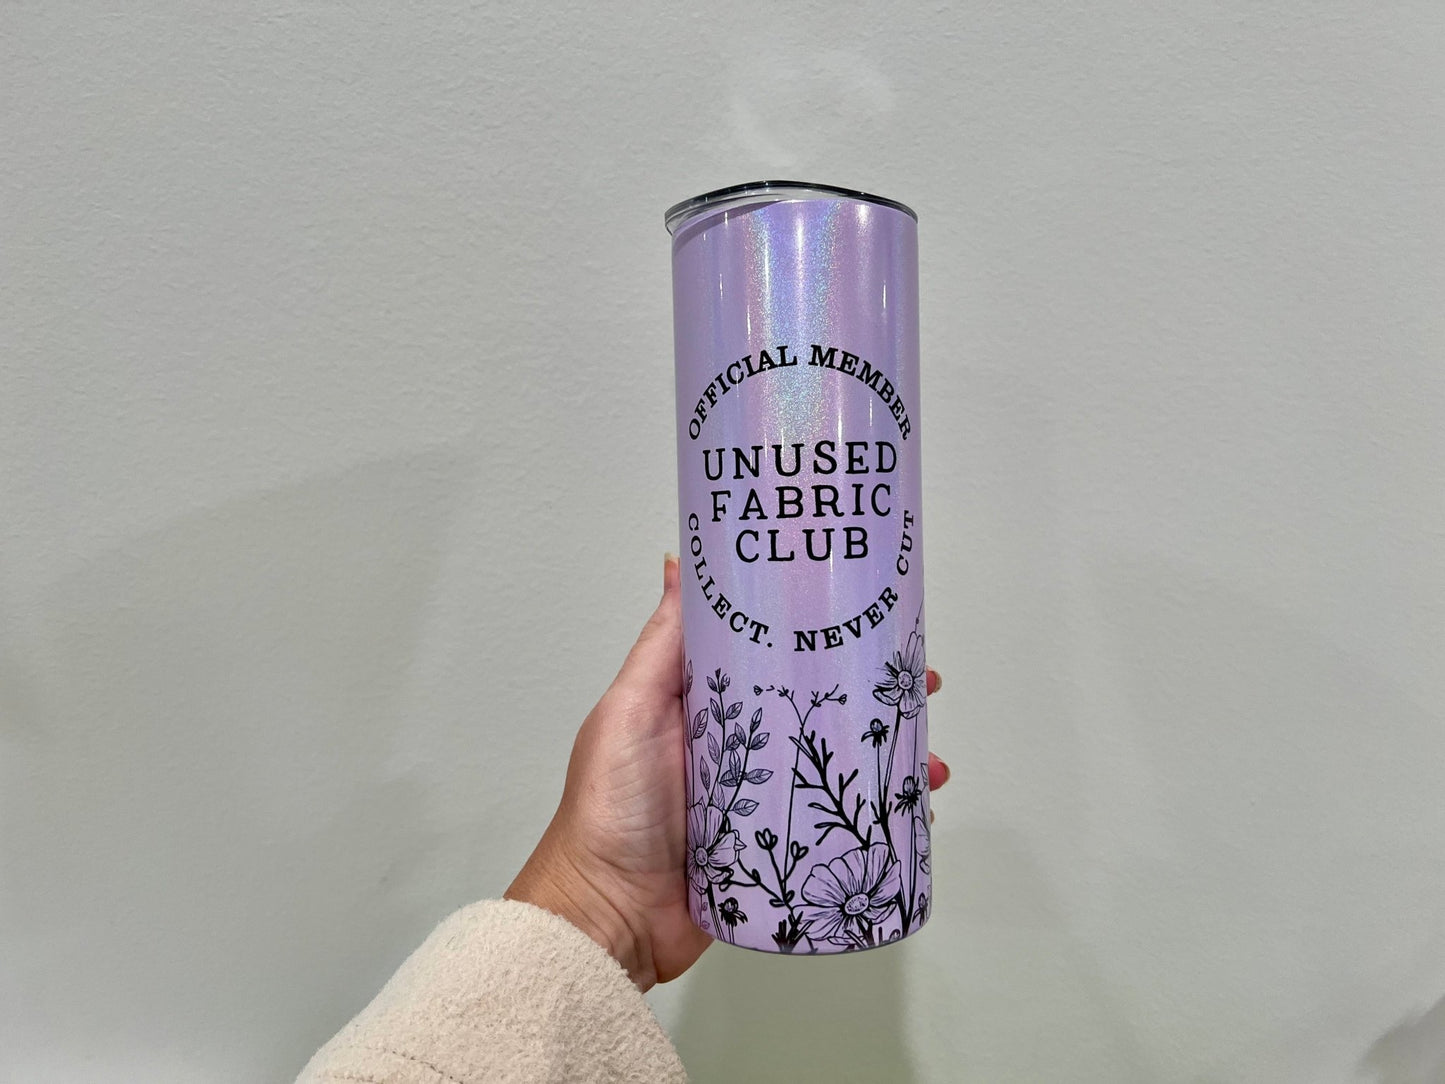 OFFICIAL MEMBER
UNUSED
FABRIC
CLUB
COLLECT. NEVER CUT